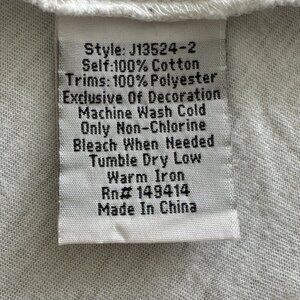 Style: J13524-2
Self:100% Cotton
Trims: 100% Polyester
Exclusive Of Decoration
Machine Wash Cold
Only Non-Chlorine
Bleach When Needed
Tumble Dry Low
Warm Iron
Rn# 149414
Made In China